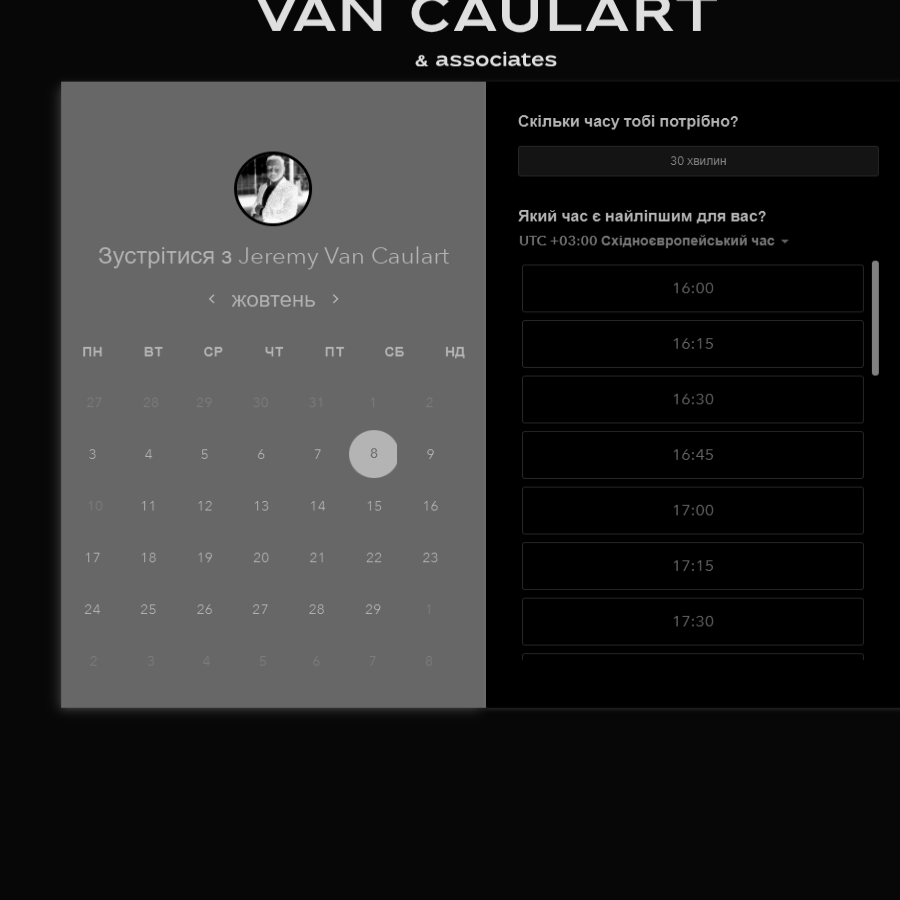 VAN CAULART
& associates
Зустрітися з Jeremy Van Caulart
жовтень
ПН ВТ СР ЧТ ПТ СБ НД
27 28 29 30 31 1 2
3 4 5 6 7 8 9
10 11 12 13 14 15 16
17 18 19 20 21 22 23
24 25 26 27 28 29 1
2 3 4 5 6 7 8
Скільки часу тобі потрібно?
30 хвилин
Який час є найліпшим для вас?
UTC +03:00 Східноєвропейський час
16:00
16:15
16:30
16:45
17:00
17:15
17:30